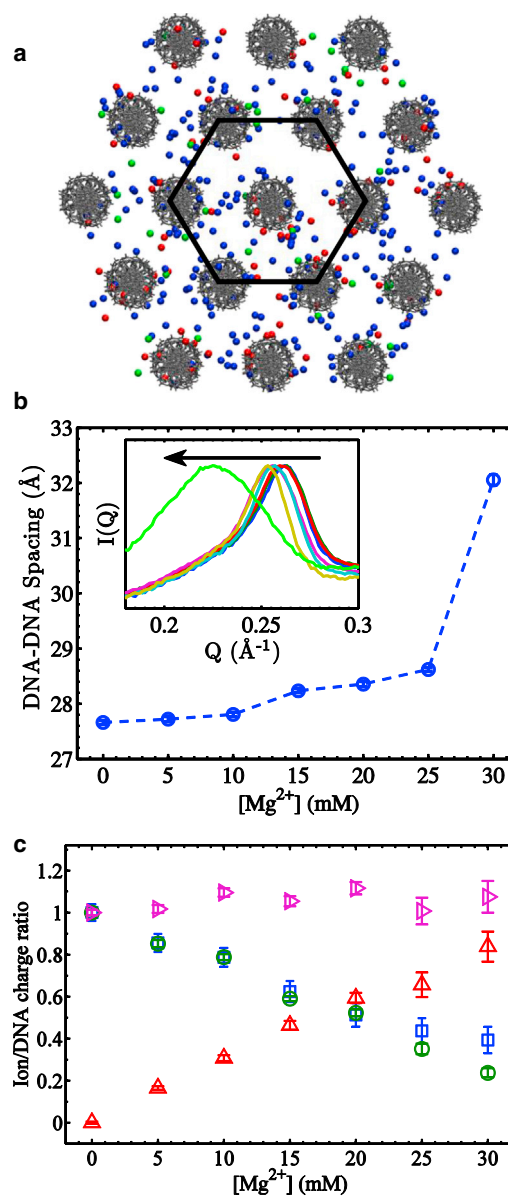 a
b
33
32
31
30
29
28
27
DNA-DNA Spacing (Å)
I(Q)
0.2 0.25 0.3
Q (Å-1)
0 5 10 15 20 25 30
[Mg2+] (mM)
c
1.2
1
0.8
0.6
0.4
0.2
0
Ion/DNA charge ratio
0 5 10 15 20 25 30
[Mg2+] (mM)